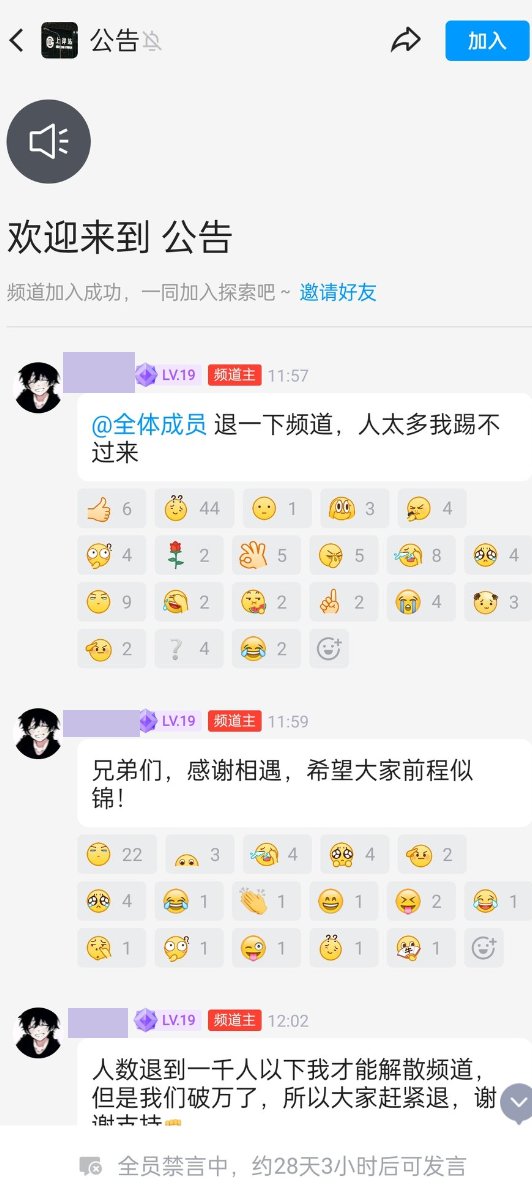 公告
加入
欢迎来到 公告
频道加入成功，一同加入探索吧 ~ 邀请好友
LV.19 频道主 11:57
@全体成员 退一下频道，人太多我踢不
过来
6 44 1 3 4
4 2 5 5 8 4
9 2 2 2 4 3
2 4 2
LV.19 频道主 11:59
兄弟们，感谢相遇，希望大家前程似
锦！
22 3 4 4 2
4 1 1 1 2 1
1 1 1 1 1
LV.19 频道主 12:02
人数退到一千人以下我才能解散频道，
但是我们破万了，所以大家赶紧退，谢
谢支持
全员禁言中，约28天3小时后可发言